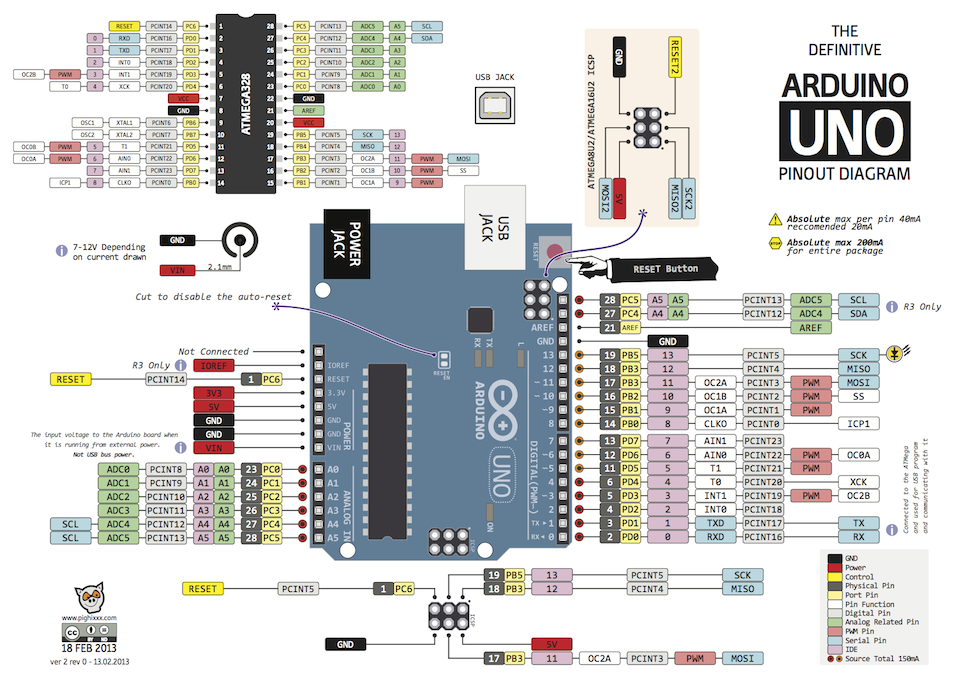 RESET PCINT14 PC6 1 28 PC5 PCINT13 ADC5 A5 SCL
0 RXD PCINT16 PD0 2 27 PC4 PCINT12 ADC4 A4 SDA
1 TXD PCINT17 PD1 3 26 PC3 PCINT11 ADC3 A3
2 INT0 PCINT18 PD2 4 25 PC2 PCINT10 ADC2 A2
OC2B PWM 3 INT1 PCINT19 PD3 5 24 PC1 PCINT9 ADC1 A1
T0 4 XCK PCINT20 PD4 6 23 PC0 PCINT8 ADC0 A0
VCC 7 22 GND
GND 8 21 AREF
OSC1 XTAL1 PCINT6 PB6 9 20 VCC
OSC2 XTAL2 PCINT7 PB7 10 19 PB5 PCINT5 SCK 13
OC0B PWM 5 T1 PCINT21 PD5 11 18 PB4 PCINT4 MISO 12
OC0A PWM 6 AIN0 PCINT22 PD6 12 17 PB3 PCINT3 OC2A 11 PWM MOSI
7 AIN1 PCINT23 PD7 13 16 PB2 PCINT2 OC1B 10 PWM SS
ICP1 8 CLKO PCINT0 PB0 14 15 PB1 PCINT1 OC1A 9 PWM
ATMEGA328
USB JACK
ATMEGA8U2/ATMEGA16U2 ICSP
GND
RESET2
MOSI2
5V
MISO2
SCK2
THE
DEFINITIVE
ARDUINO
UNO
PINOUT DIAGRAM
Absolute max per pin 40mA
reccomended 20mA
STOP
Absolute max 200mA
for entire package
7-12V Depending
on current drawn
GND
VIN
2.1mm
POWER
JACK
USB
JACK
RESET
RESET Button
Cut to disable the auto-reset
Not Connected
R3 Only
IOREF
RESET PCINT14 1 PC6
3V3
5V
GND
GND
VIN
The input voltage to the Arduino board when
it is running from external power.
Not USB bus power.
ADC0 PCINT8 A0 A0 23 PC0
ADC1 PCINT9 A1 A1 24 PC1
ADC2 PCINT10 A2 A2 25 PC2
ADC3 PCINT11 A3 A3 26 PC3
SCL ADC4 PCINT12 A4 A4 27 PC4
SCL ADC5 PCINT13 A5 A5 28 PC5
IOREF
RESET
3.3V
5V
GND
GND
VIN
POWER
A0
A1
A2
A3
A4
A5
ANALOG IN
RESET
EN
RX
TX
L
ARDUINO
UNO
ON
ICSP
AREF
GND
13
12
~11
~10
~9
8
7
~6
~5
4
~3
2
TX 1
RX 0
DIGITAL(PWM~)
28 PC5 A5 A5 PCINT13 ADC5 SCL
27 PC4 A4 A4 PCINT12 ADC4 SDA
R3 Only
21 AREF AREF
GND
19 PB5 13 PCINT5 SCK
18 PB3 12 PCINT4 MISO
17 PB3 11 OC2A PCINT3 PWM MOSI
16 PB2 10 OC1B PCINT2 PWM SS
15 PB1 9 OC1A PCINT1 PWM
14 PB0 8 CLKO PCINT0 ICP1
13 PD7 7 AIN1 PCINT23
12 PD6 6 AIN0 PCINT22 PWM OC0A
11 PD5 5 T1 PCINT21 PWM
6 PD4 4 T0 PCINT20 XCK
5 PD3 3 INT1 PCINT19 PWM OC2B
4 PD2 2 INT0 PCINT18
3 PD1 1 TXD PCINT17 TX
2 PD0 0 RXD PCINT16 RX
Connected to the ATMega
and used for USB program
and communicating with it
RESET PCINT5 1 PC6
19 PB5 13 PCINT5 SCK
18 PB3 12 PCINT4 MISO
ICSP
GND
5V
17 PB3 11 OC2A PCINT3 PWM MOSI
GND
Power
Control
Physical Pin
Port Pin
Pin Function
Digital Pin
Analog Related Pin
PWM Pin
Serial Pin
IDE
Source Total 150mA
www.pighixxx.com
CC
BY ND
18 FEB 2013
ver 2 rev 0 - 13.02.2013